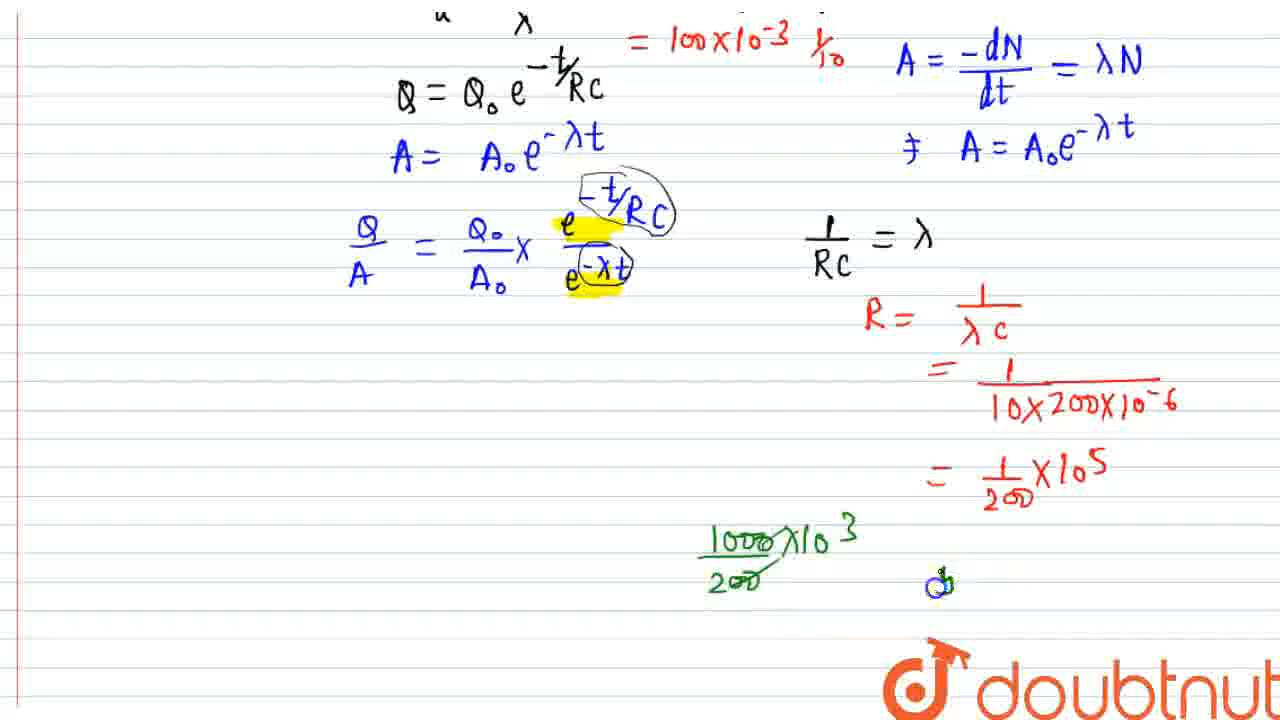 λ
= 100×10⁻³ 1/10
Q = Q₀ e^(-t/RC)
A = A₀e^(-λt)
Q/A = Q₀/A₀ × e^(-t/RC)/e^(-λt)
A = -dN/dt = λN
⇒ A = A₀e^(-λt)
1/RC = λ
R = 1/λC
= 1/(10×200×10⁻⁶)
= 1/200 ×10⁵
1000/200 ×10³
doubtnut